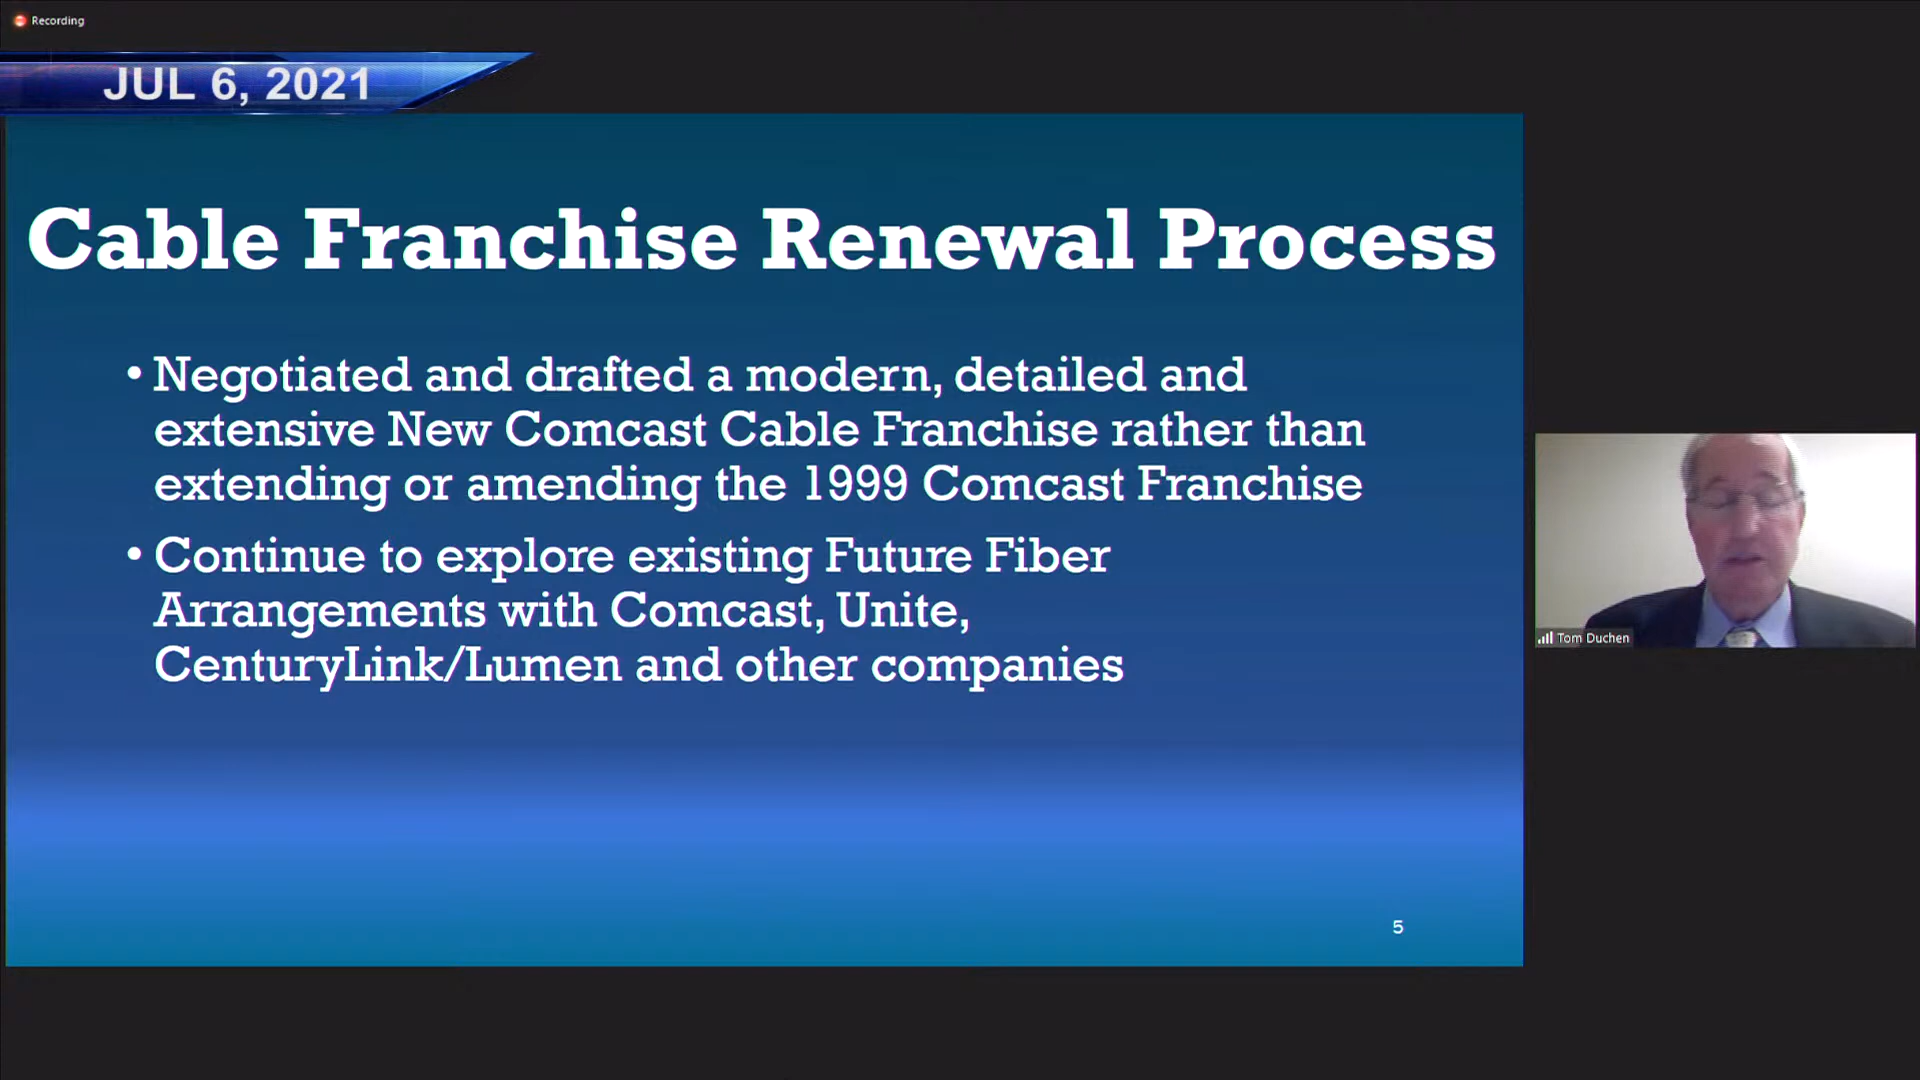 Recording
JUL 6, 2021
Cable Franchise Renewal Process
• Negotiated and drafted a modern, detailed and
extensive New Comcast Cable Franchise rather than
extending or amending the 1999 Comcast Franchise
• Continue to explore existing Future Fiber
Arrangements with Comcast, Unite,
CenturyLink/Lumen and other companies
Tom Duchen
5